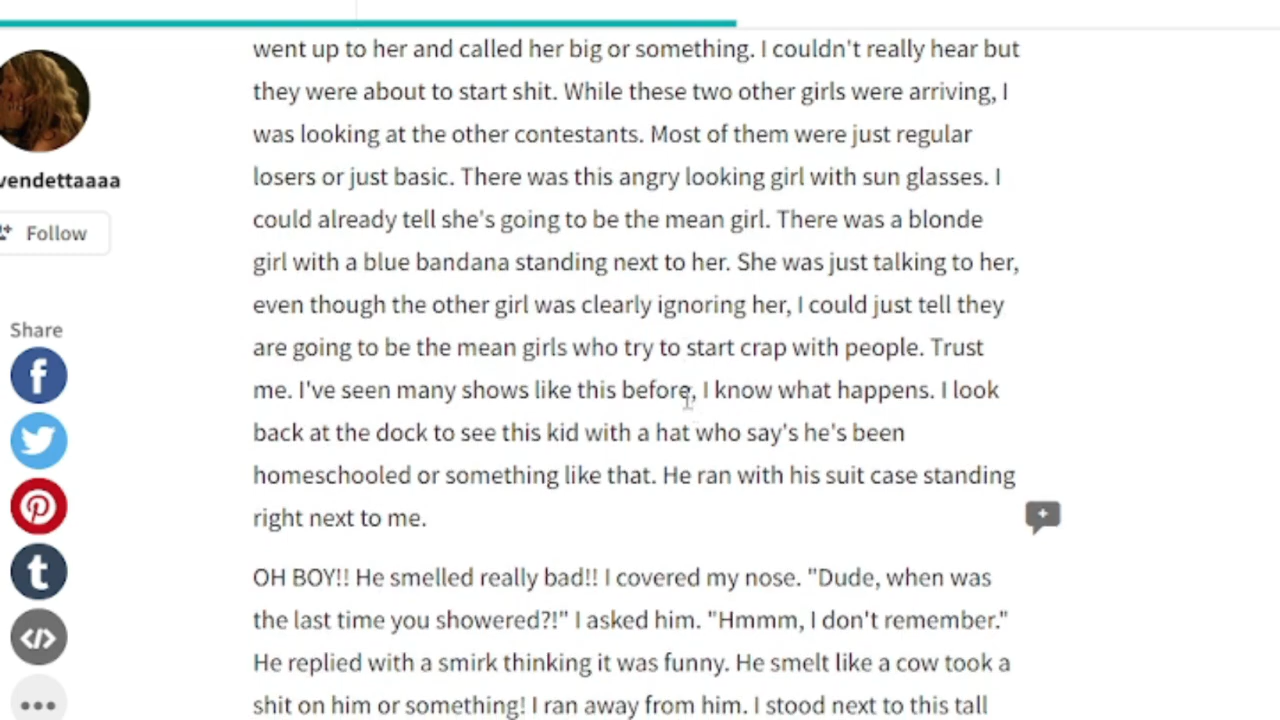 went up to her and called her big or something. I couldn't really hear but
they were about to start shit. While these two other girls were arriving, I
was looking at the other contestants. Most of them were just regular
losers or just basic. There was this angry looking girl with sun glasses. I
could already tell she's going to be the mean girl. There was a blonde
girl with a blue bandana standing next to her. She was just talking to her,
even though the other girl was clearly ignoring her, I could just tell they
are going to be the mean girls who try to start crap with people. Trust
me. I've seen many shows like this before, I know what happens. I look
back at the dock to see this kid with a hat who say's he's been
homeschooled or something like that. He ran with his suit case standing
right next to me.
OH BOY!! He smelled really bad!! I covered my nose. "Dude, when was
the last time you showered?!" I asked him. "Hmmm, I don't remember."
He replied with a smirk thinking it was funny. He smelt like a cow took a
shit on him or something! I ran away from him. I stood next to this tall
vendettaaaa
Follow
Share